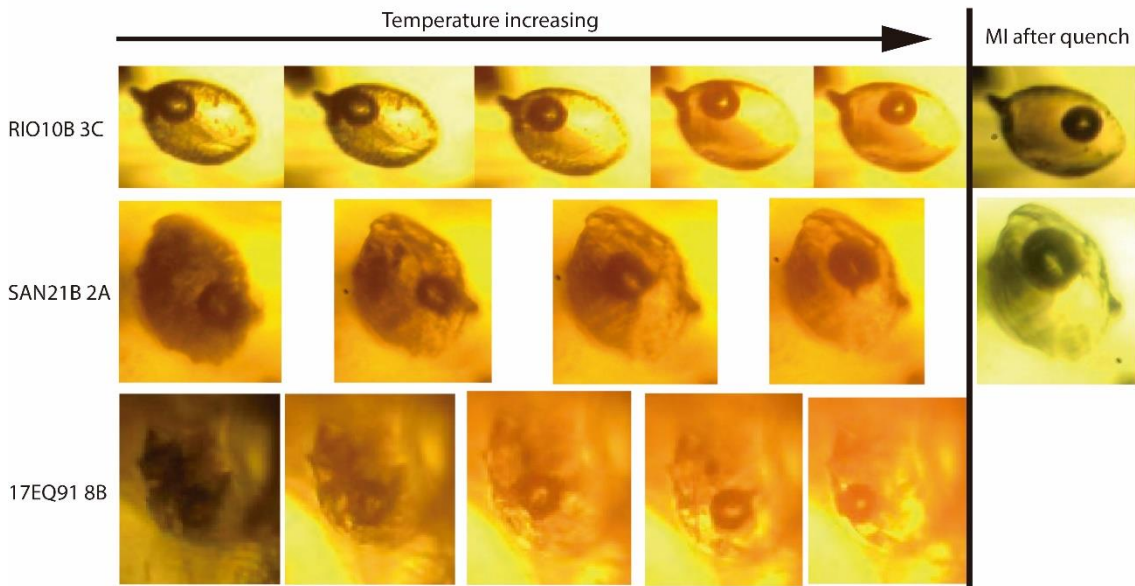 Temperature increasing
MI after quench
RIO10B 3C
SAN21B 2A
17EQ91 8B